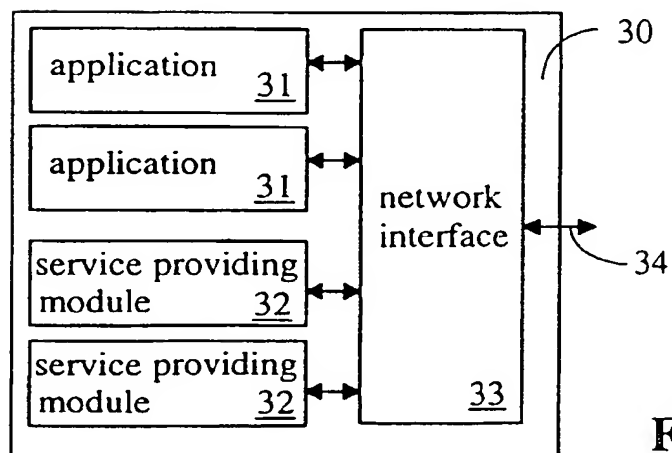 application
31
application
31
service providing
module
32
service providing
module
32
network
interface
33
30
34
F